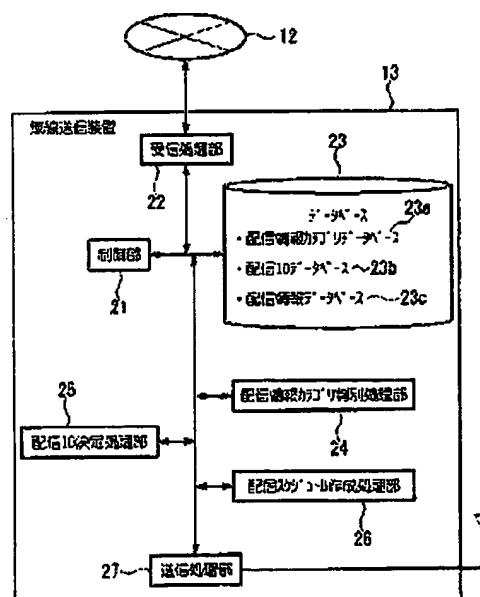 12
13
無線送信装置
受信処理部
22
23
データベース
・配信情報カテゴリデータベース
23a
・配信IDデータベース～23b
・配信情報データベース～23c
制御部
21
配信情報カテゴリ判別処理部
24
25
配信ID決定処理部
配信スケジュール作成処理部
26
27
送信処理部